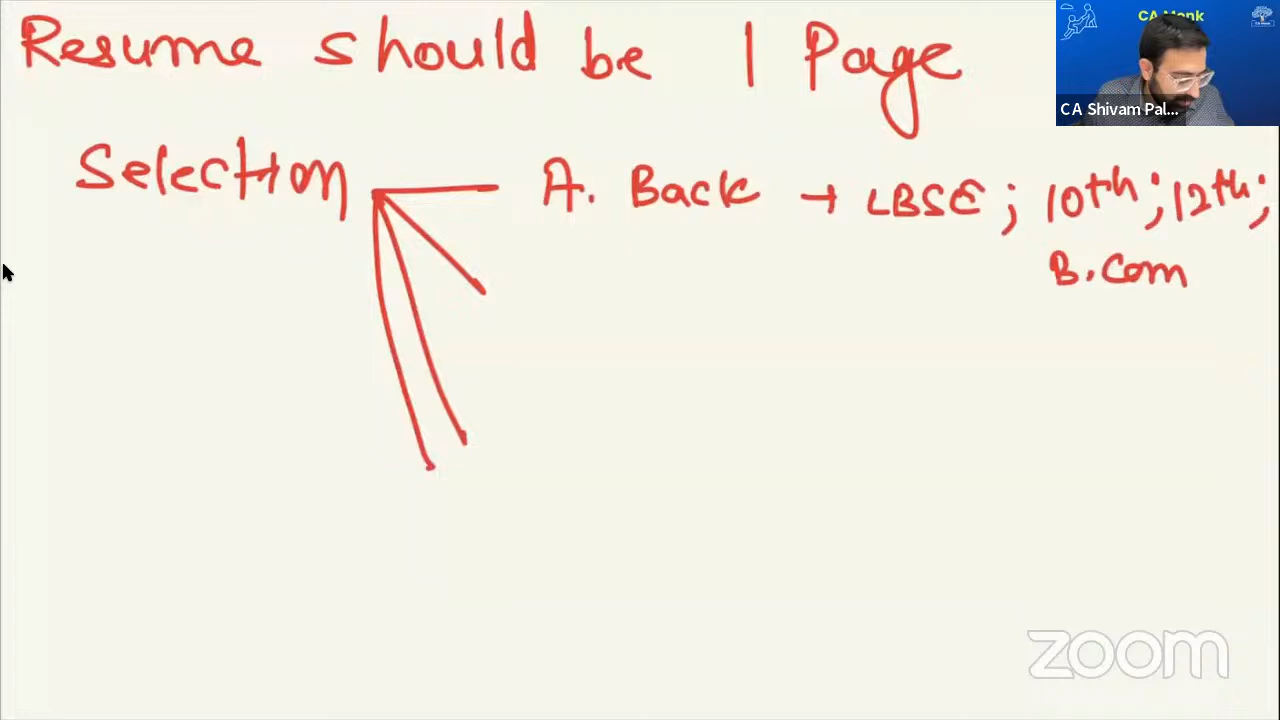 Resume should be 1 Page
CA Monk
CA Shivam Pal...
Selection A. Back → CBSE; 10th; 12th;
B.Com
zoom